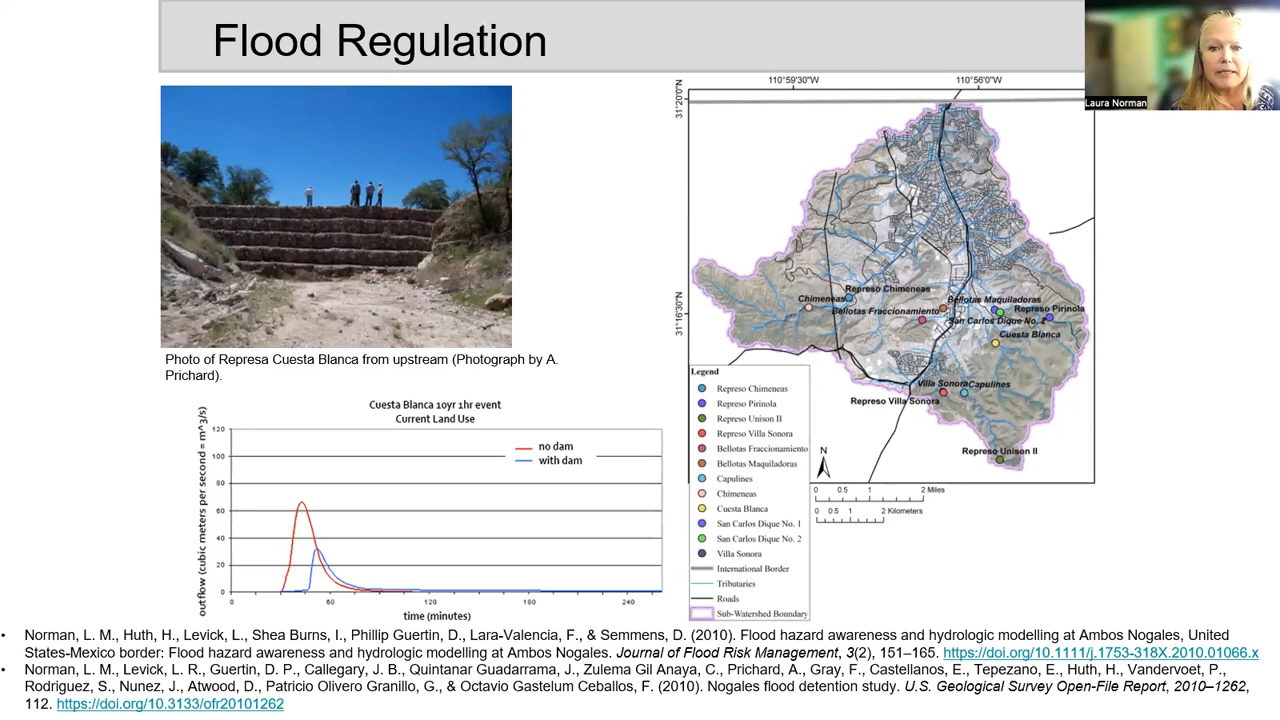 Flood Regulation
Laura Norman
Photo of Represa Cuesta Blanca from upstream (Photograph by A.
Prichard).
Cuesta Blanca 10yr 1hr event
Current Land Use
outflow (cubic meters per second = m^3/s)
120
100
80
60
40
20
0
no dam
with dam
0
60
120
180
240
time (minutes)
110°59'30"W
110°56'0"W
31°20'0"N
31°16'30"N
Represo Chimeneas
Chimeneas
Bellotas Maquiladoras
Bellotas Fraccionamiento
Represo Pirinola
San Carlos Dique No. 2
Cuesta Blanca
Villa Sonora
Capulines
Represo Villa Sonora
Represo Unison II
Legend
Represo Chimeneas
Represo Pirinola
Represo Unison II
Represo Villa Sonora
Bellotas Fraccionamiento
Bellotas Maquiladoras
Capulines
Chimeneas
Cuesta Blanca
San Carlos Dique No. 1
San Carlos Dique No. 2
Villa Sonora
International Border
Tributaries
Roads
Sub-Watershed Boundary
N
0 0.5 1 2 Miles
0 0.5 1 2 Kilometers
• Norman, L. M., Huth, H., Levick, L., Shea Burns, I., Phillip Guertin, D., Lara-Valencia, F., & Semmens, D. (2010). Flood hazard awareness and hydrologic modelling at Ambos Nogales, United
States-Mexico border: Flood hazard awareness and hydrologic modelling at Ambos Nogales. Journal of Flood Risk Management, 3(2), 151–165. https://doi.org/10.1111/j.1753-318X.2010.01066.x
• Norman, L. M., Levick, L. R., Guertin, D. P., Callegary, J. B., Quintanar Guadarrama, J., Zulema Gil Anaya, C., Prichard, A., Gray, F., Castellanos, E., Tepezano, E., Huth, H., Vandervoet, P.,
Rodriguez, S., Nunez, J., Atwood, D., Patricio Olivero Granillo, G., & Octavio Gastelum Ceballos, F. (2010). Nogales flood detention study. U.S. Geological Survey Open-File Report, 2010–1262,
112. https://doi.org/10.3133/ofr20101262